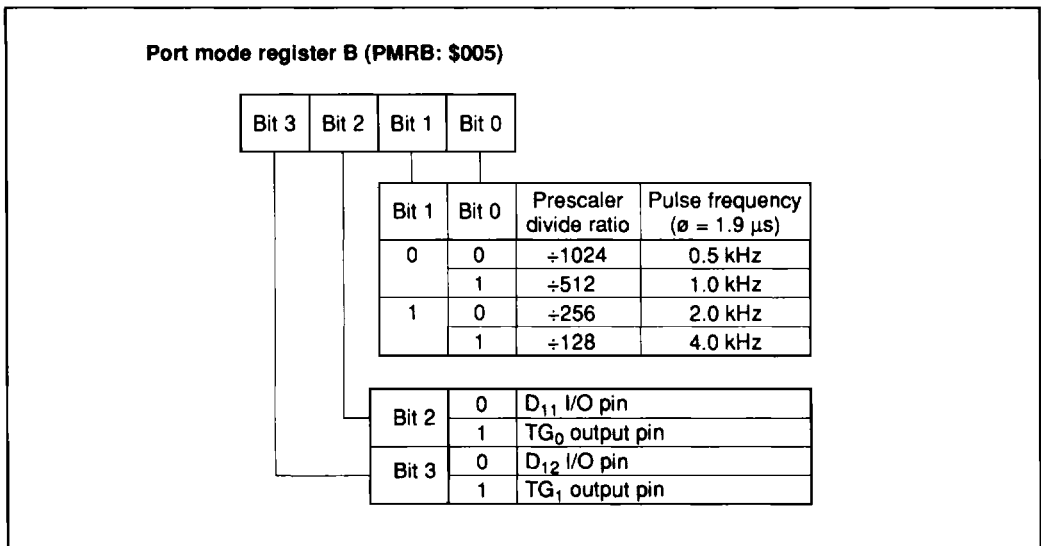 Port mode register B (PMRB: $005)
Bit 3 Bit 2 Bit 1 Bit 0
Bit 1 Bit 0 Prescaler divide ratio Pulse frequency (ø = 1.9 µs)
0 0 ÷1024 0.5 kHz
1 ÷512 1.0 kHz
1 0 ÷256 2.0 kHz
1 ÷128 4.0 kHz
Bit 2 0 D₁₁ I/O pin
1 TG₀ output pin
Bit 3 0 D₁₂ I/O pin
1 TG₁ output pin